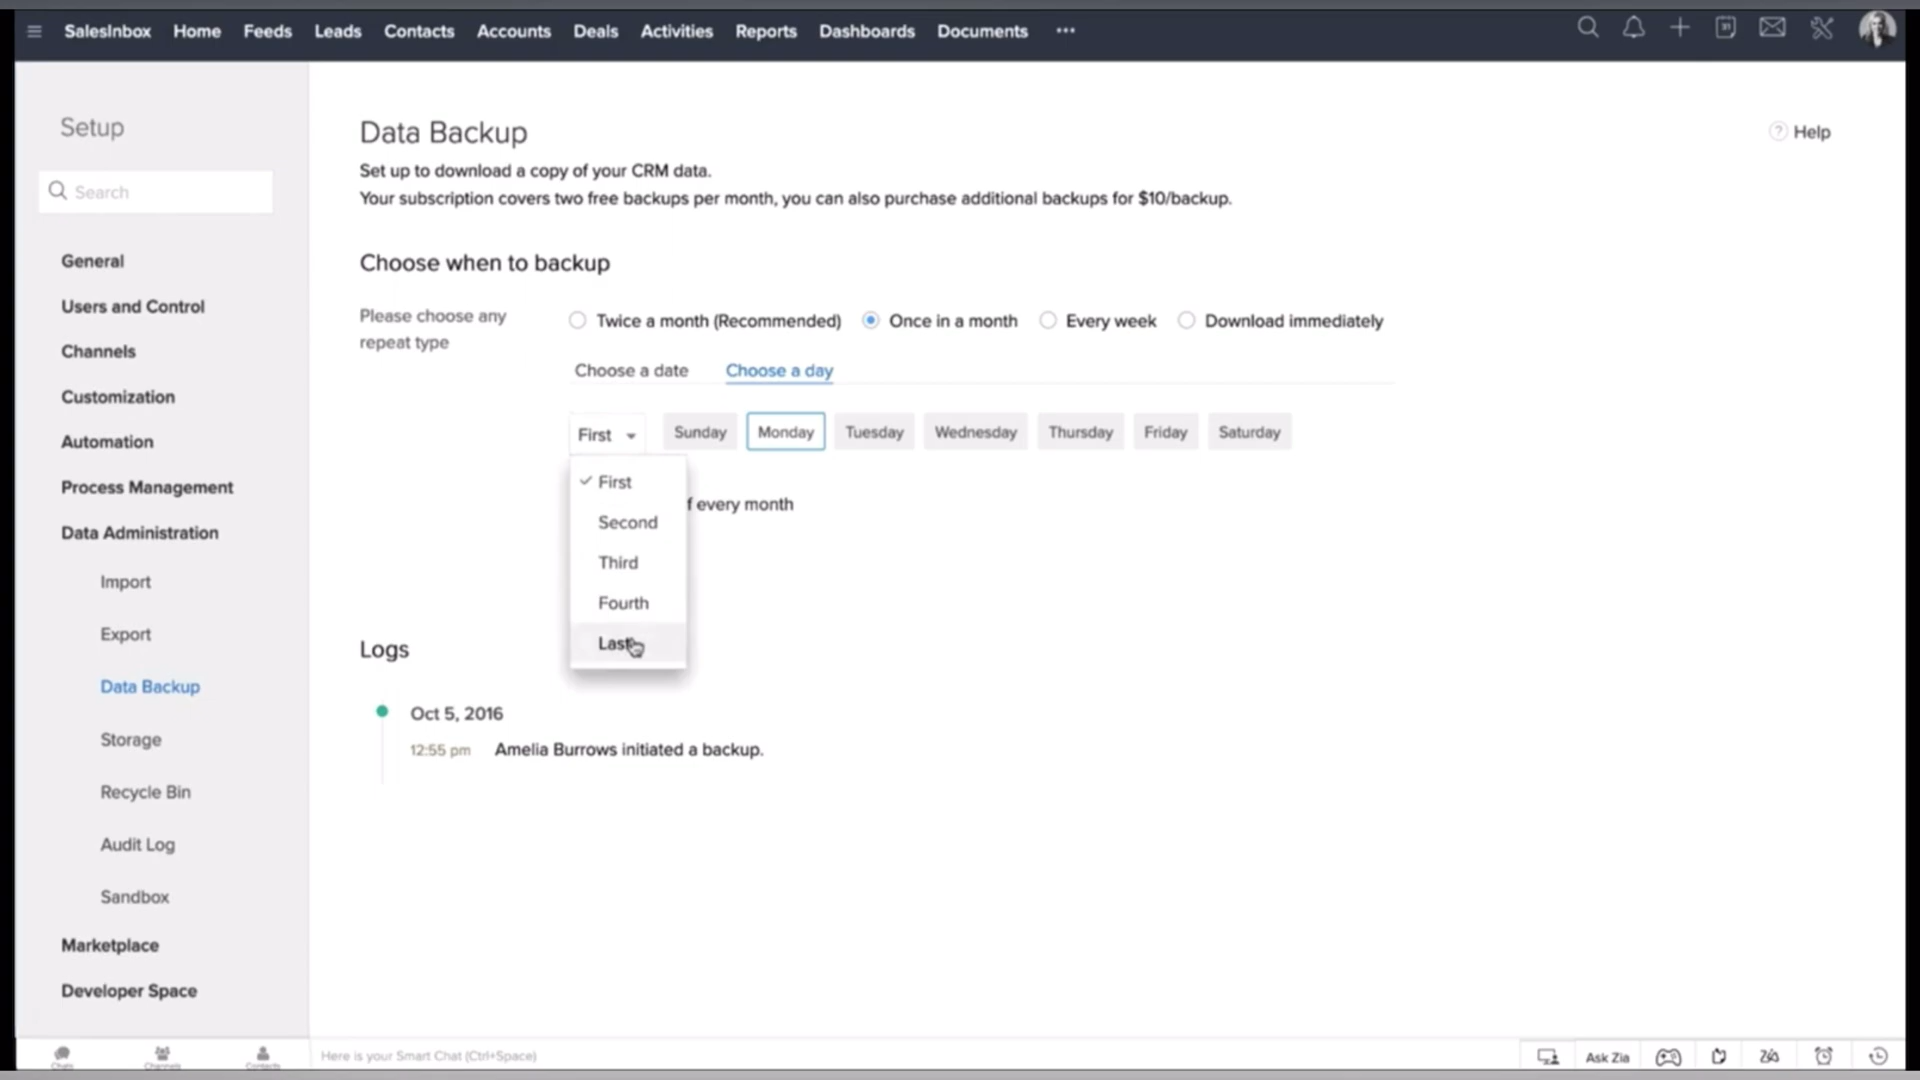 SalesInbox Home Feeds Leads Contacts Accounts Deals Activities Reports Dashboards Documents
Setup
Search
General
Users and Control
Channels
Customization
Automation
Process Management
Data Administration
Import
Export
Data Backup
Storage
Recycle Bin
Audit Log
Sandbox
Marketplace
Developer Space
Data Backup
Help
Set up to download a copy of your CRM data.
Your subscription covers two free backups per month, you can also purchase additional backups for $10/backup.
Choose when to backup
Please choose any
repeat type
Twice a month (Recommended) Once in a month Every week Download immediately
Choose a date Choose a day
First Sunday Monday Tuesday Wednesday Thursday Friday Saturday
First
Second
Third
Fourth
Last
f every month
Logs
Oct 5, 2016
12:55 pm Amelia Burrows initiated a backup.
Chats Channels Contacts
Here is your Smart Chat (Ctrl+Space)
Ask Zia